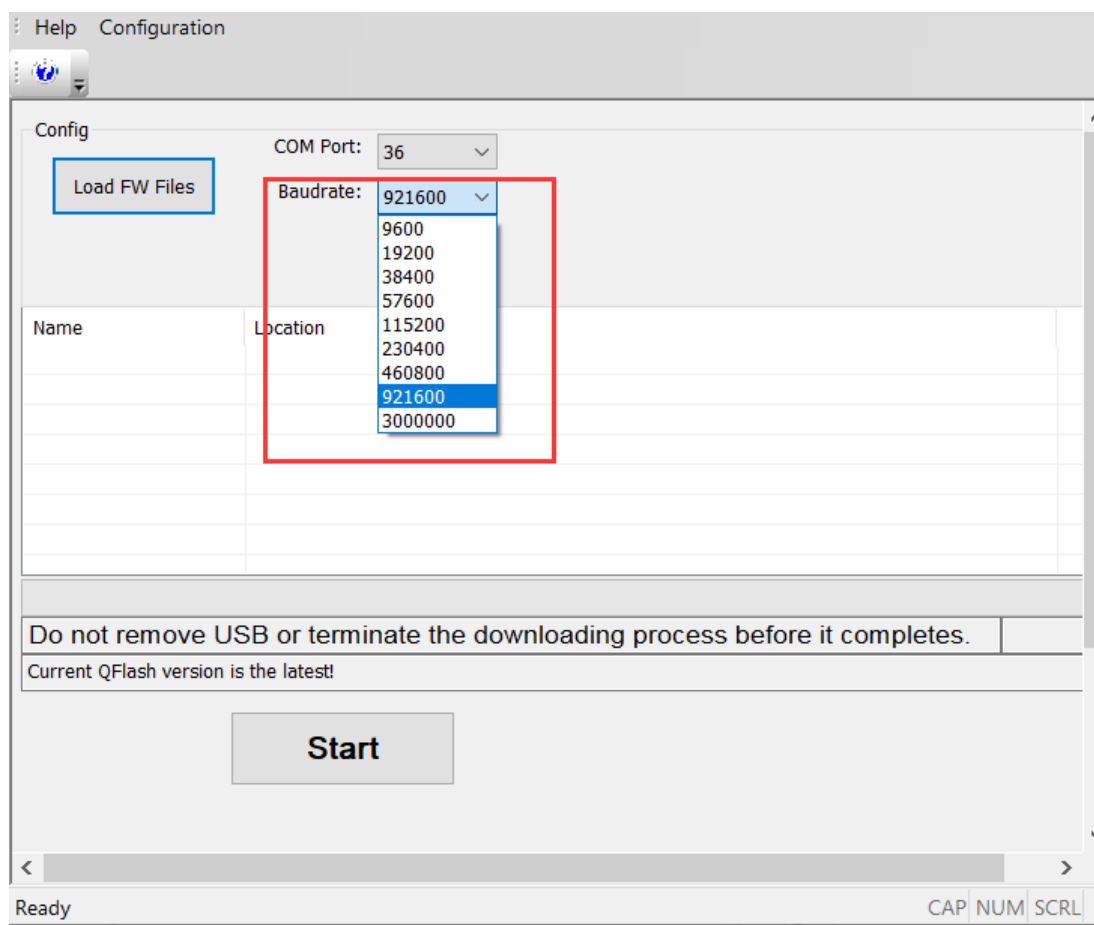 Help Configuration
Config
COM Port: 36
Load FW Files
Baudrate: 921600
9600
19200
38400
57600
115200
230400
460800
921600
3000000
Name Location
Do not remove USB or terminate the downloading process before it completes.
Current QFlash version is the latest!
Start
Ready CAP NUM SCRL